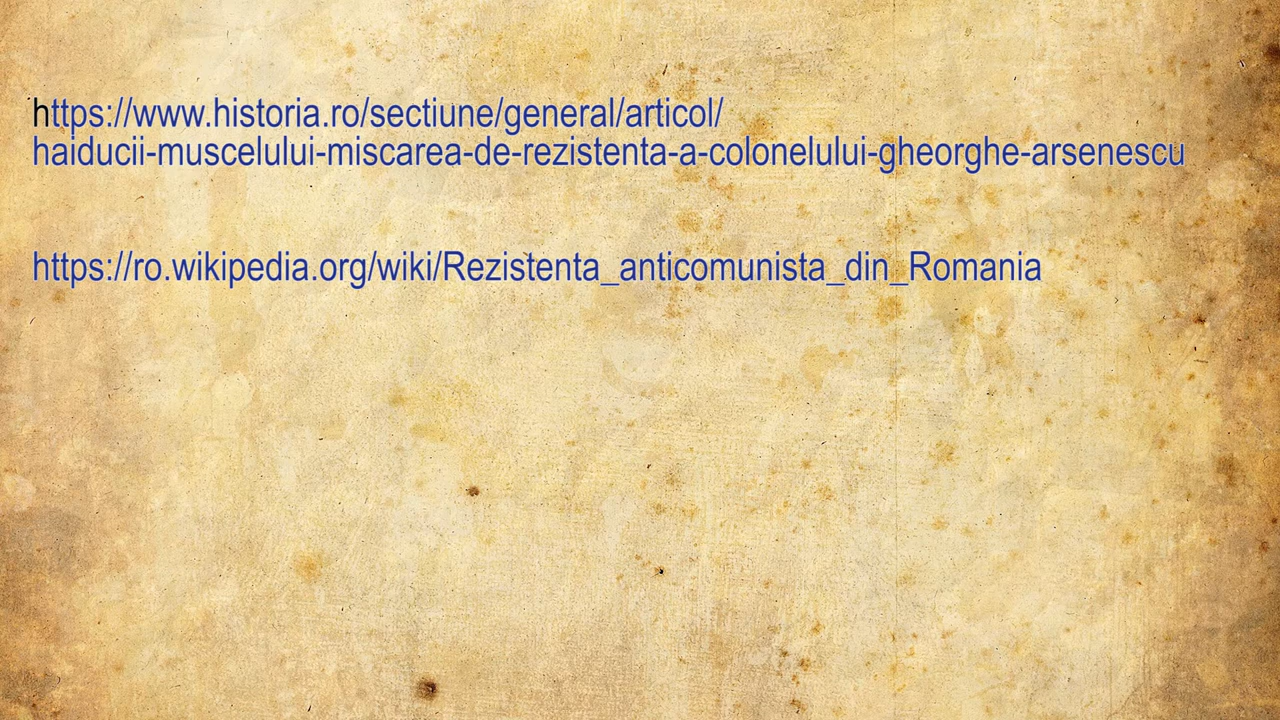 https://www.historia.ro/sectiune/general/articol/
haiducii-muscelului-miscarea-de-rezistenta-a-colonelului-gheorghe-arsenescu
https://ro.wikipedia.org/wiki/Rezistenta_anticomunista_din_Romania